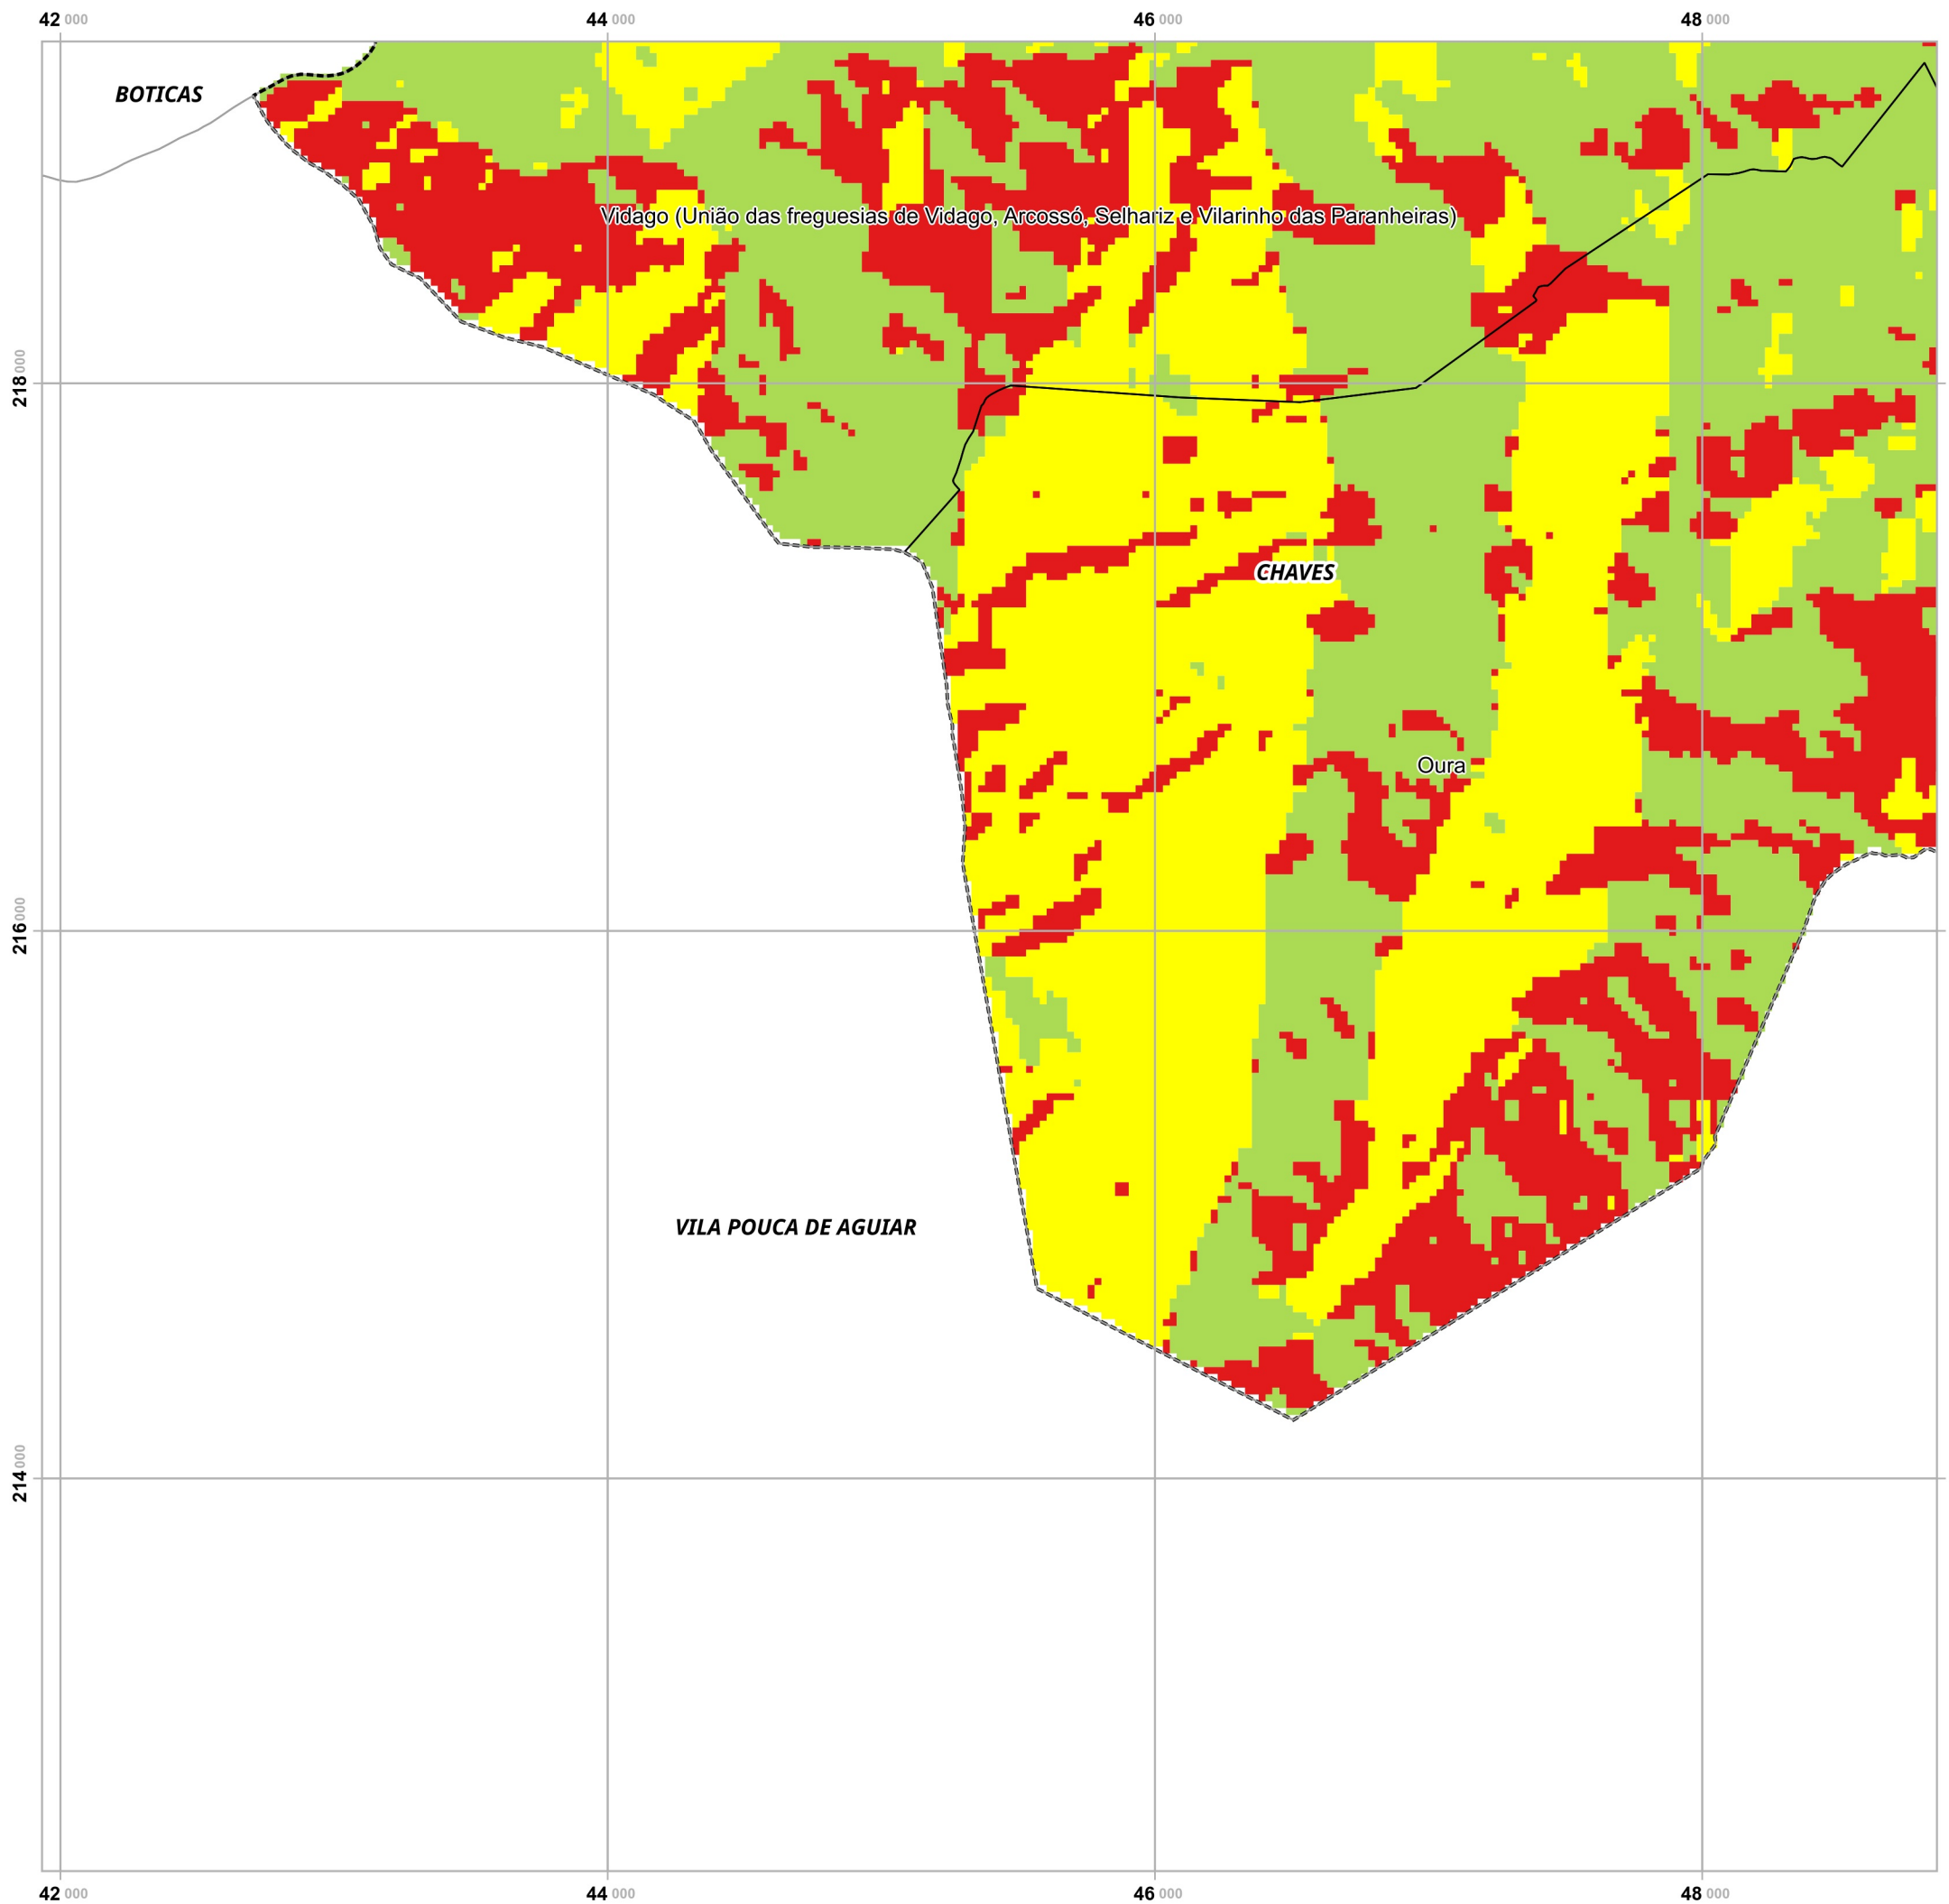 42 000 44 000 46 000 48 000
BOTICAS
Vidago (União das freguesias de Vidago, Arcossó, Selhariz e Vilarinho das Paranheiras)
218 000
CHAVES
Oura
216 000
VILA POUCA DE AGUIAR
214 000
42 000 44 000 46 000 48 000